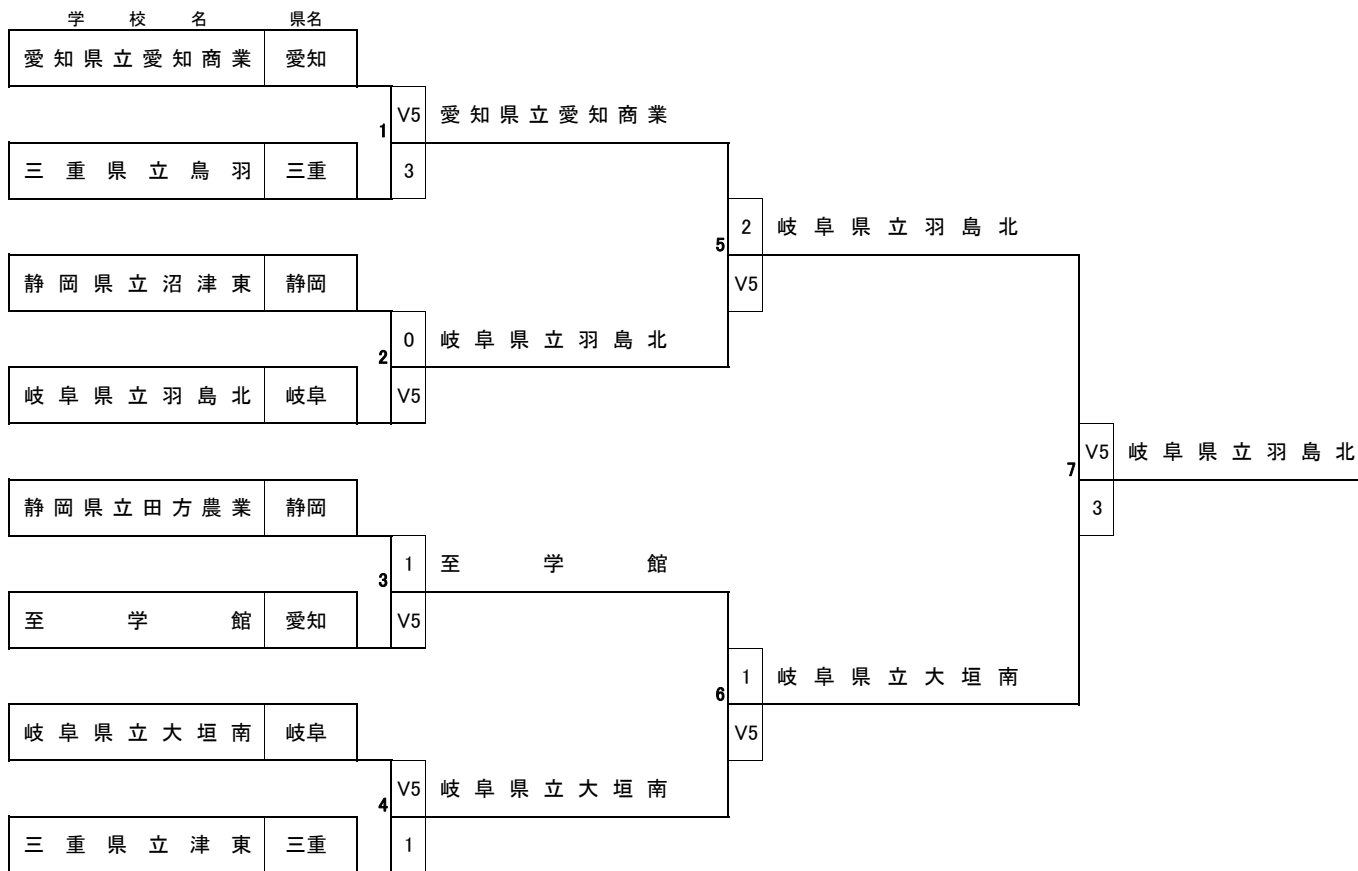 学校名 県名
愛知県立愛知商業 愛知
V5 愛知県立愛知商業
1
三重県立鳥羽 三重 3
2 岐阜県立羽島北
5
静岡県立沼津東 静岡 V5
0 岐阜県立羽島北
2
岐阜県立羽島北 岐阜 V5
V5 岐阜県立羽島北
7
静岡県立田方農業 静岡 3
1 至学館
3
至学館 愛知 V5
1 岐阜県立大垣南
6
岐阜県立大垣南 岐阜 V5
V5 岐阜県立大垣南
4
三重県立津東 三重 1